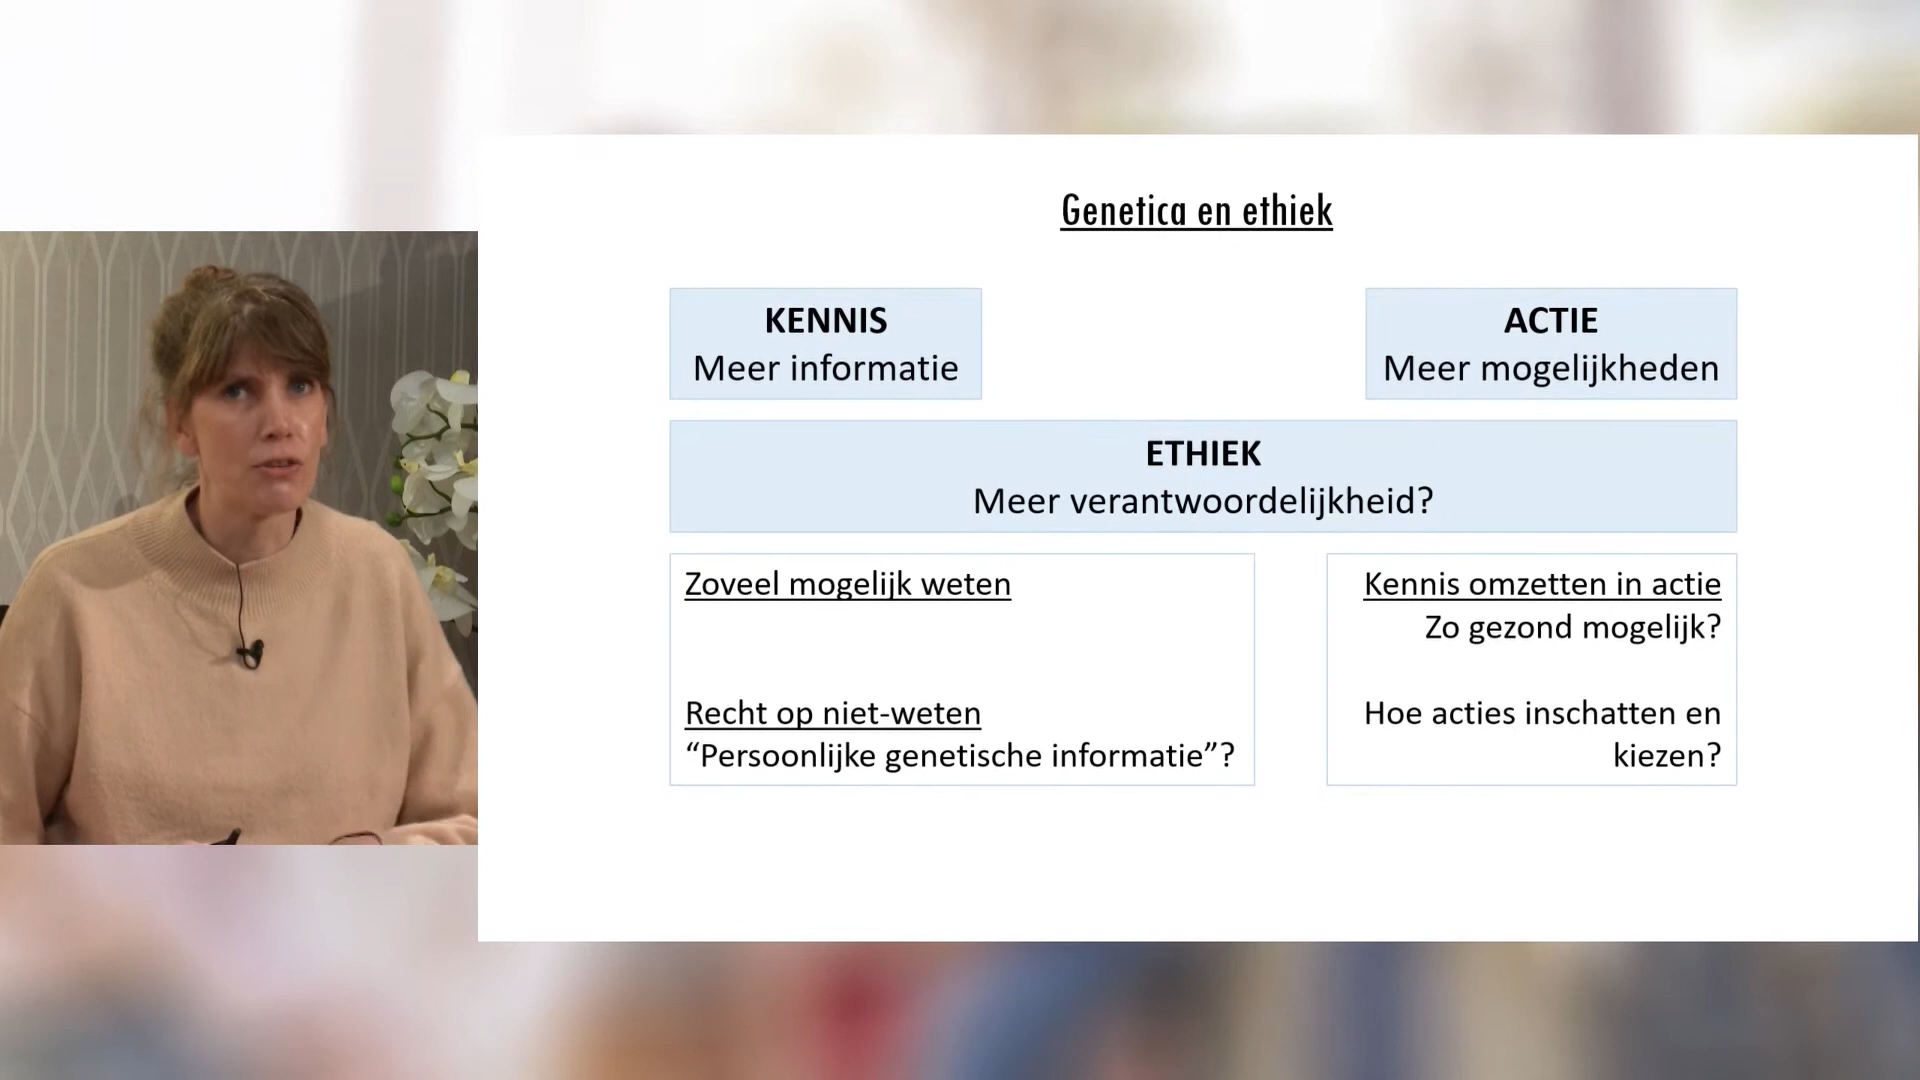 Genetica en ethiek
KENNIS
Meer informatie
ACTIE
Meer mogelijkheden
ETHIEK
Meer verantwoordelijkheid?
Zoveel mogelijk weten
Recht op niet-weten
“Persoonlijke genetische informatie”?
Kennis omzetten in actie
Zo gezond mogelijk?
Hoe acties inschatten en
kiezen?